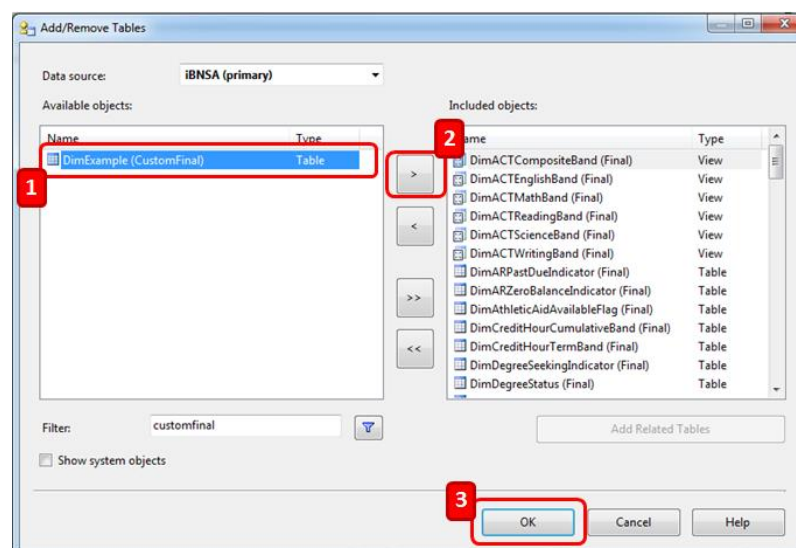 Add/Remove Tables
Data source: iBNSA (primary)
Available objects: Included objects:
Name Type
DimExample (CustomFinal) Table
1
2
>
<
>>
<<
ame Type
DimACTCompositeBand (Final) View
DimACTEnglishBand (Final) View
DimACTMathBand (Final) View
DimACTReadingBand (Final) View
DimACTScienceBand (Final) View
DimACTWritingBand (Final) View
DimARPastDueIndicator (Final) Table
DimARZeroBalanceIndicator (Final) Table
DimAthleticAidAvailableFlag (Final) Table
DimCreditHourCumulativeBand (Final) Table
DimCreditHourTermBand (Final) Table
DimDegreeSeekingIndicator (Final) Table
DimDegreeStatus (Final) Table
Filter: customfinal
Add Related Tables
Show system objects
3
OK Cancel Help